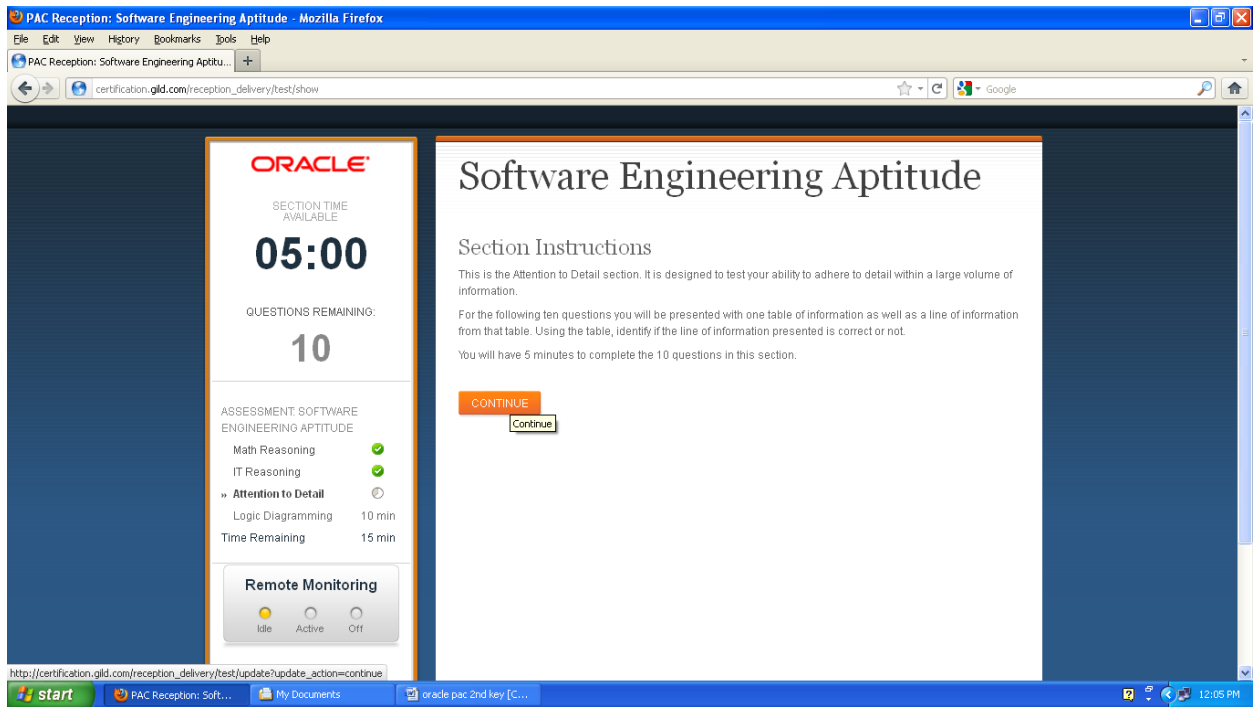 PAC Reception: Software Engineering Aptitude - Mozilla Firefox
File Edit View History Bookmarks Tools Help
PAC Reception: Software Engineering Aptitu... +
certification.gild.com/reception_delivery/test/show
Google
ORACLE
SECTION TIME
AVAILABLE
05:00
QUESTIONS REMAINING:
10
ASSESSMENT: SOFTWARE
ENGINEERING APTITUDE
Math Reasoning
IT Reasoning
» Attention to Detail
Logic Diagramming 10 min
Time Remaining 15 min
Remote Monitoring
Idle Active Off
Software Engineering Aptitude
Section Instructions
This is the Attention to Detail section. It is designed to test your ability to adhere to detail within a large volume of
information.
For the following ten questions you will be presented with one table of information as well as a line of information
from that table. Using the table, identify if the line of information presented is correct or not.
You will have 5 minutes to complete the 10 questions in this section.
CONTINUE
Continue
http://certification.gild.com/reception_delivery/test/update?update_action=continue
start PAC Reception: Soft... My Documents oracle pac 2nd key [C... 12:05 PM